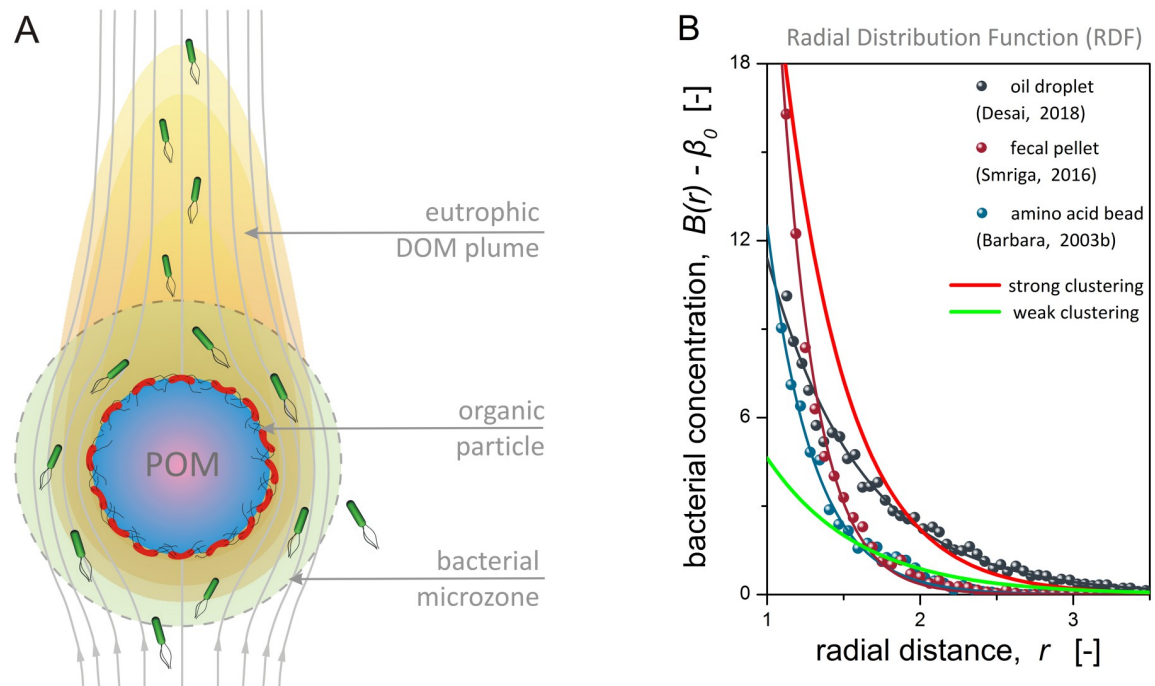 A
eutrophic
DOM plume
organic
particle
POM
bacterial
microzone
B
Radial Distribution Function (RDF)
18
12
6
0
bacterial concentration, B(r) - β0 [-]
oil droplet
(Desai, 2018)
fecal pellet
(Smriga, 2016)
amino acid bead
(Barbara, 2003b)
strong clustering
weak clustering
1
2
3
radial distance, r [-]